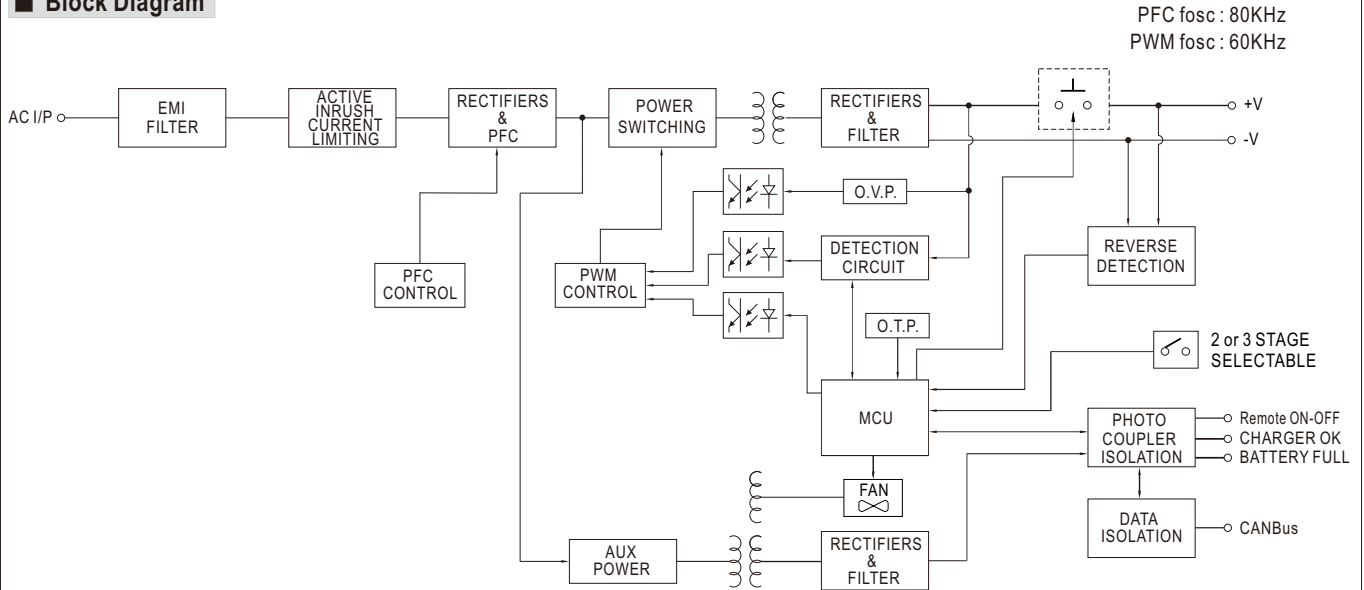 ■ Block Diagram
PFC fosc : 80KHz
PWM fosc : 60KHz
AC I/P
EMI
FILTER
ACTIVE
INRUSH
CURRENT
LIMITING
RECTIFIERS
&
PFC
POWER
SWITCHING
RECTIFIERS
&
FILTER
+V
-V
O.V.P.
PFC
CONTROL
PWM
CONTROL
DETECTION
CIRCUIT
REVERSE
DETECTION
O.T.P.
2 or 3 STAGE
SELECTABLE
MCU
PHOTO
COUPLER
ISOLATION
Remote ON-OFF
CHARGER OK
BATTERY FULL
FAN
DATA
ISOLATION
CANBus
AUX
POWER
RECTIFIERS
&
FILTER